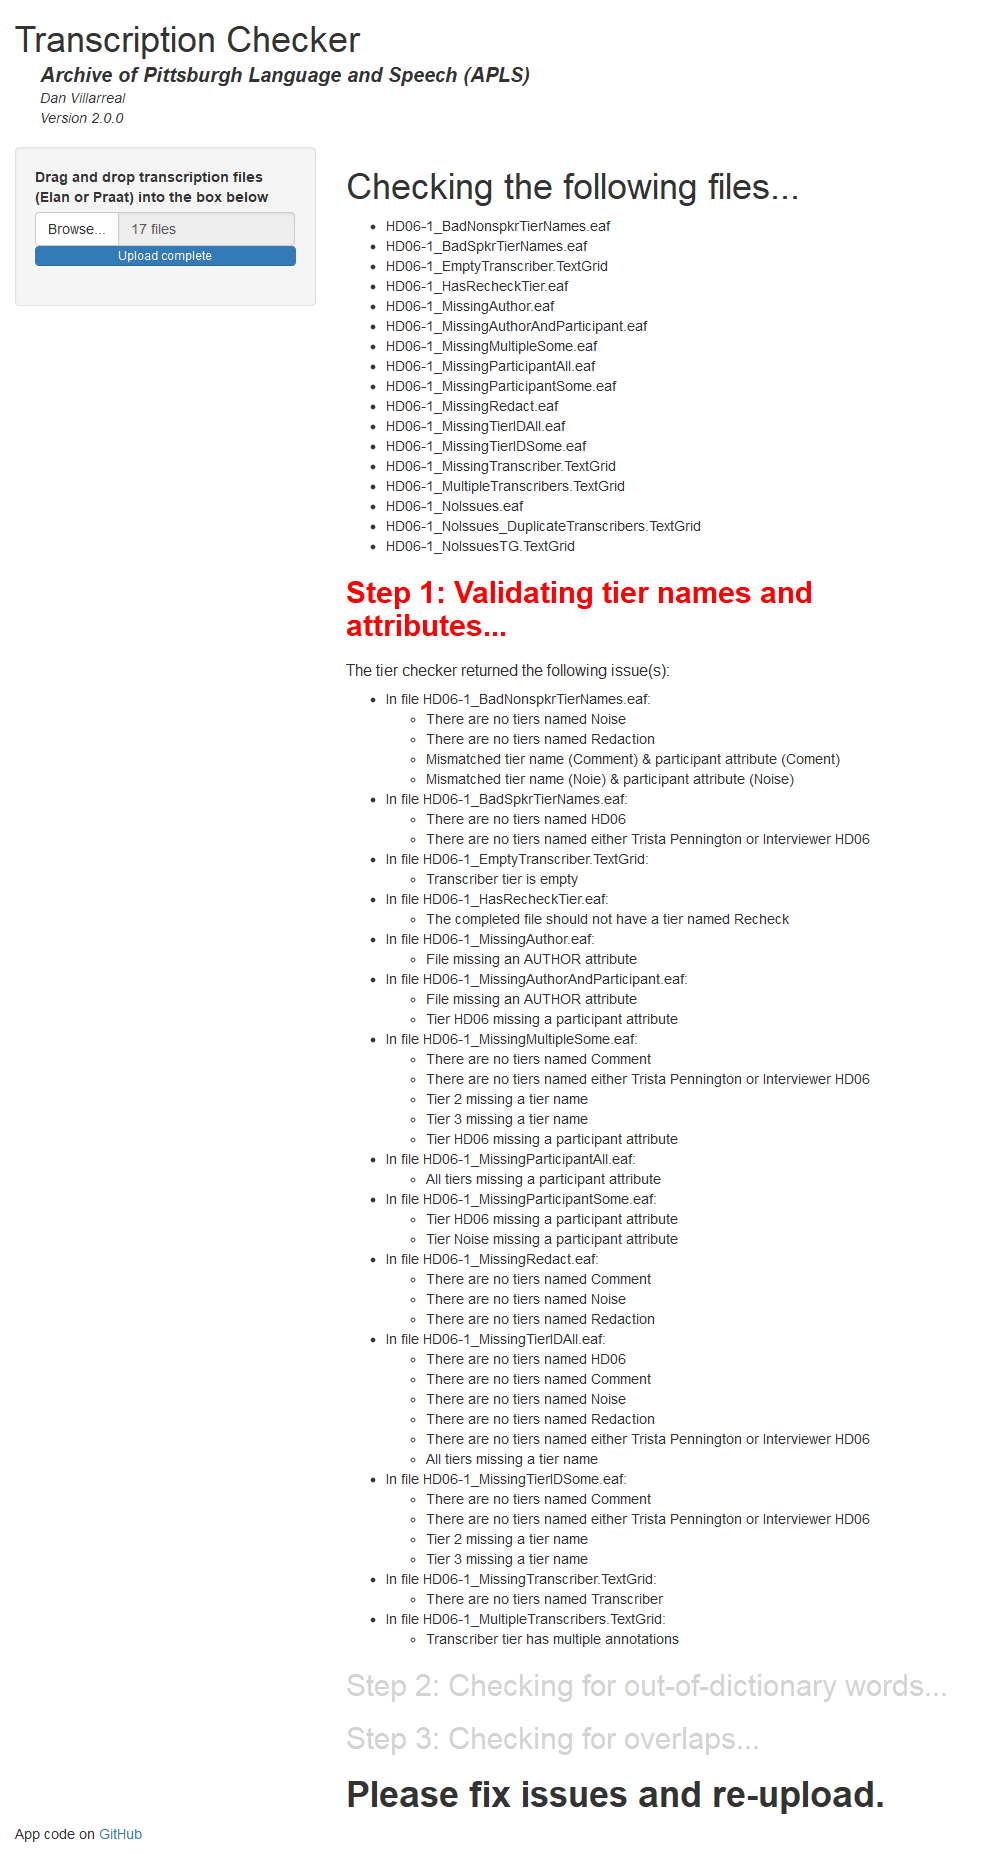 Transcription Checker
Archive of Pittsburgh Language and Speech (APLS)
Dan Villarreal
Version 2.0.0
Drag and drop transcription files
(Elan or Praat) into the box below
Browse... 17 files
Upload complete
Checking the following files...
HD06-1_BadNonspkrTierNames.eaf
HD06-1_BadSpkrTierNames.eaf
HD06-1_EmptyTranscriber.TextGrid
HD06-1_HasRecheckTier.eaf
HD06-1_MissingAuthor.eaf
HD06-1_MissingAuthorAndParticipant.eaf
HD06-1_MissingMultipleSome.eaf
HD06-1_MissingParticipantAll.eaf
HD06-1_MissingParticipantSome.eaf
HD06-1_MissingRedact.eaf
HD06-1_MissingTierIDAll.eaf
HD06-1_MissingTierIDSome.eaf
HD06-1_MissingTranscriber.TextGrid
HD06-1_MultipleTranscribers.TextGrid
HD06-1_NoIssues.eaf
HD06-1_NoIssues_DuplicateTranscribers.TextGrid
HD06-1_NoIssuesTG.TextGrid
Step 1: Validating tier names and
attributes...
The tier checker returned the following issue(s):
In file HD06-1_BadNonspkrTierNames.eaf:
There are no tiers named Noise
There are no tiers named Redaction
Mismatched tier name (Comment) & participant attribute (Coment)
Mismatched tier name (Noie) & participant attribute (Noise)
In file HD06-1_BadSpkrTierNames.eaf:
There are no tiers named HD06
There are no tiers named either Trista Pennington or Interviewer HD06
In file HD06-1_EmptyTranscriber.TextGrid:
Transcriber tier is empty
In file HD06-1_HasRecheckTier.eaf:
The completed file should not have a tier named Recheck
In file HD06-1_MissingAuthor.eaf:
File missing an AUTHOR attribute
In file HD06-1_MissingAuthorAndParticipant.eaf:
File missing an AUTHOR attribute
Tier HD06 missing a participant attribute
In file HD06-1_MissingMultipleSome.eaf:
There are no tiers named Comment
There are no tiers named either Trista Pennington or Interviewer HD06
Tier 2 missing a tier name
Tier 3 missing a tier name
Tier HD06 missing a participant attribute
In file HD06-1_MissingParticipantAll.eaf:
All tiers missing a participant attribute
In file HD06-1_MissingParticipantSome.eaf:
Tier HD06 missing a participant attribute
Tier Noise missing a participant attribute
In file HD06-1_MissingRedact.eaf:
There are no tiers named Comment
There are no tiers named Noise
There are no tiers named Redaction
In file HD06-1_MissingTierIDAll.eaf:
There are no tiers named HD06
There are no tiers named Comment
There are no tiers named Noise
There are no tiers named Redaction
There are no tiers named either Trista Pennington or Interviewer HD06
All tiers missing a tier name
In file HD06-1_MissingTierIDSome.eaf:
There are no tiers named Comment
There are no tiers named either Trista Pennington or Interviewer HD06
Tier 2 missing a tier name
Tier 3 missing a tier name
In file HD06-1_MissingTranscriber.TextGrid:
There are no tiers named Transcriber
In file HD06-1_MultipleTranscribers.TextGrid:
Transcriber tier has multiple annotations
Step 2: Checking for out-of-dictionary words...
Step 3: Checking for overlaps...
Please fix issues and re-upload.
App code on GitHub